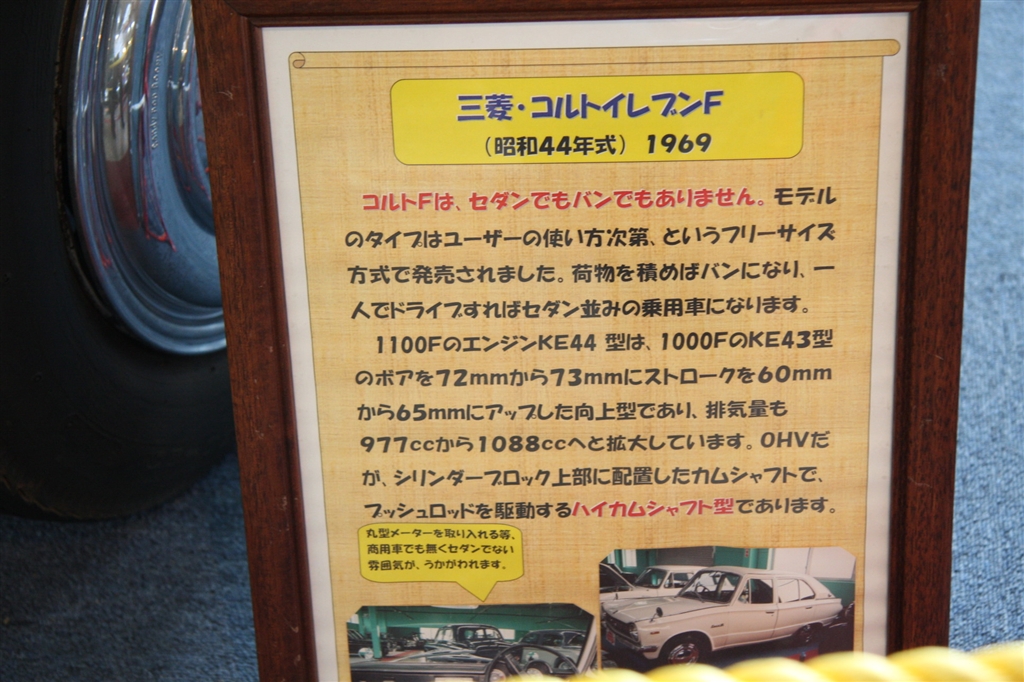 三菱・コルトイレブンF
(昭和44年式) 1969
コルトFは、セダンでもバンでもありません。モデル
のタイプはユーザーの使い方次第、というフリーサイズ
方式で発売されました。荷物を積めばバンになり、一
人でドライブすればセダン並みの乗用車になります。
1100FのエンジンKE44 型は、1000FのKE43型
のボアを72mmから73mmにストロークを60mm
から65mmにアップした向上型であり、排気量も
977ccから1088ccへと拡大しています。OHVだ
が、シリンダーブロック上部に配置したカムシャフトで、
プッシュロッドを駆動するハイカムシャフト型であります。
丸型メーターを取り入れる等、
商用車でも無くセダンでない
雰囲気が、うかがわれます。